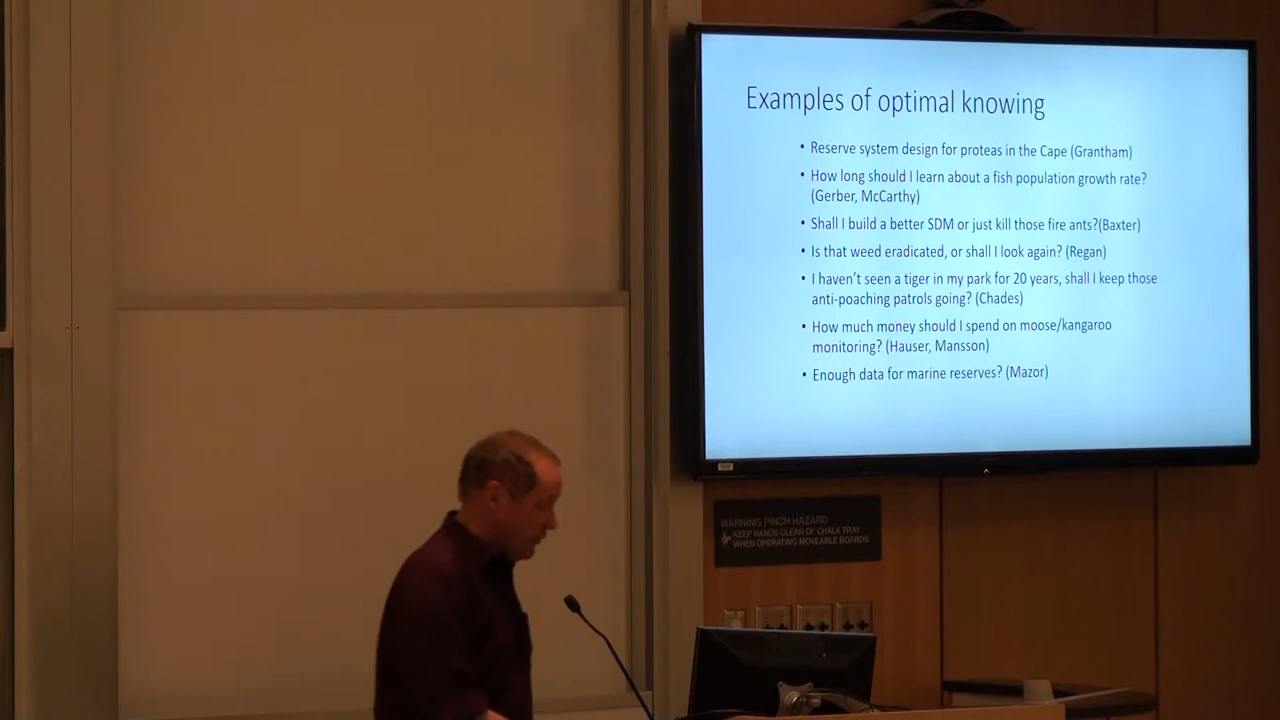 Examples of optimal knowing
• Reserve system design for proteas in the Cape (Grantham)
• How long should I learn about a fish population growth rate?
(Gerber, McCarthy)
• Shall I build a better SDM or just kill those fire ants?(Baxter)
• Is that weed eradicated, or shall I look again? (Regan)
• I haven't seen a tiger in my park for 20 years, shall I keep those
anti-poaching patrols going? (Chades)
• How much money should I spend on moose/kangaroo
monitoring? (Hauser, Mansson)
• Enough data for marine reserves? (Mazor)
WARNING PINCH HAZARD
KEEP HANDS CLEAR OF CHALK TRAY
WHEN OPERATING MOVEABLE BOARDS